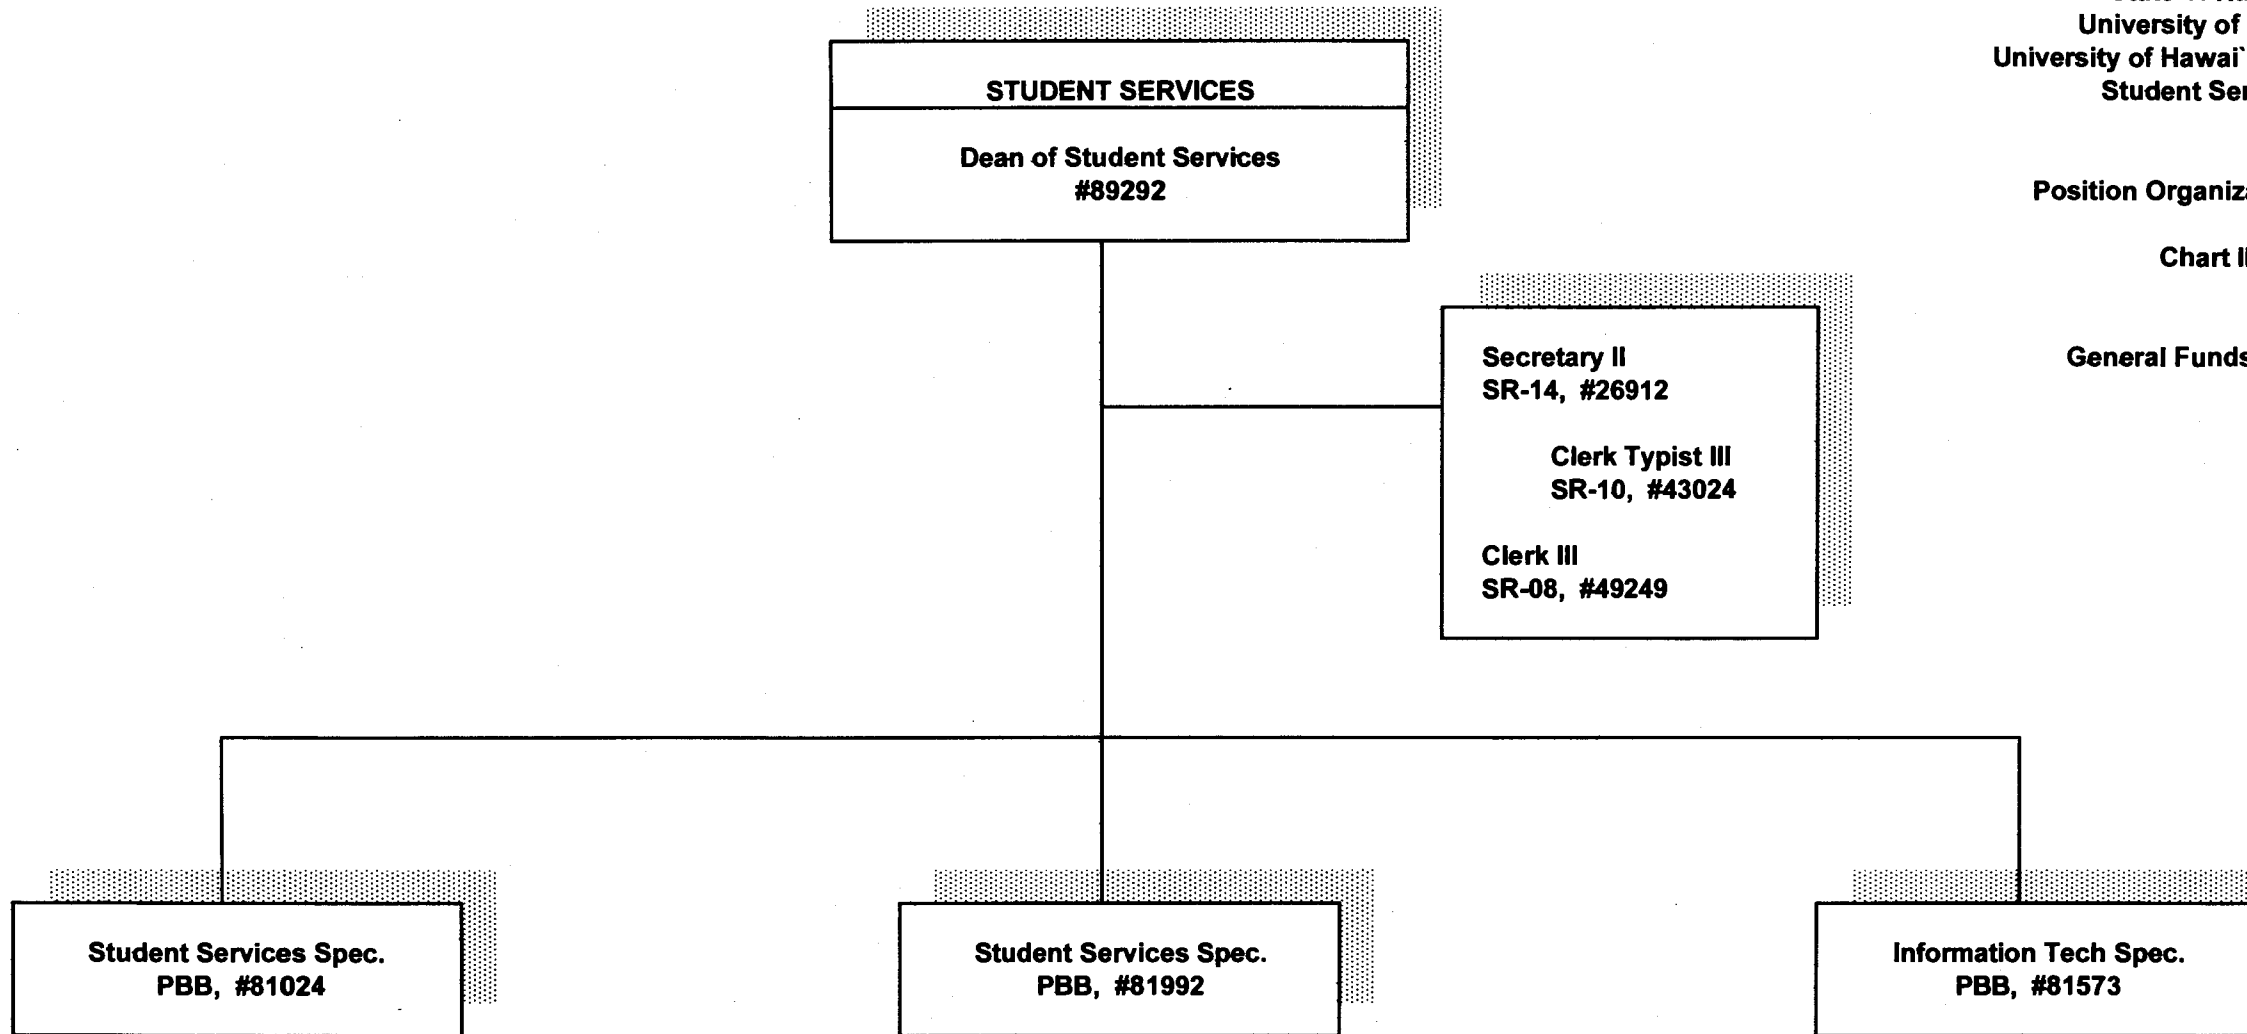 University of
University of Hawai`
Student Ser
Position Organiza
Chart II
General Funds
STUDENT SERVICES
Dean of Student Services
#89292
Secretary II
SR-14, #26912
Clerk Typist III
SR-10, #43024
Clerk III
SR-08, #49249
Student Services Spec.
PBB, #81024
Student Services Spec.
PBB, #81992
Information Tech Spec.
PBB, #81573